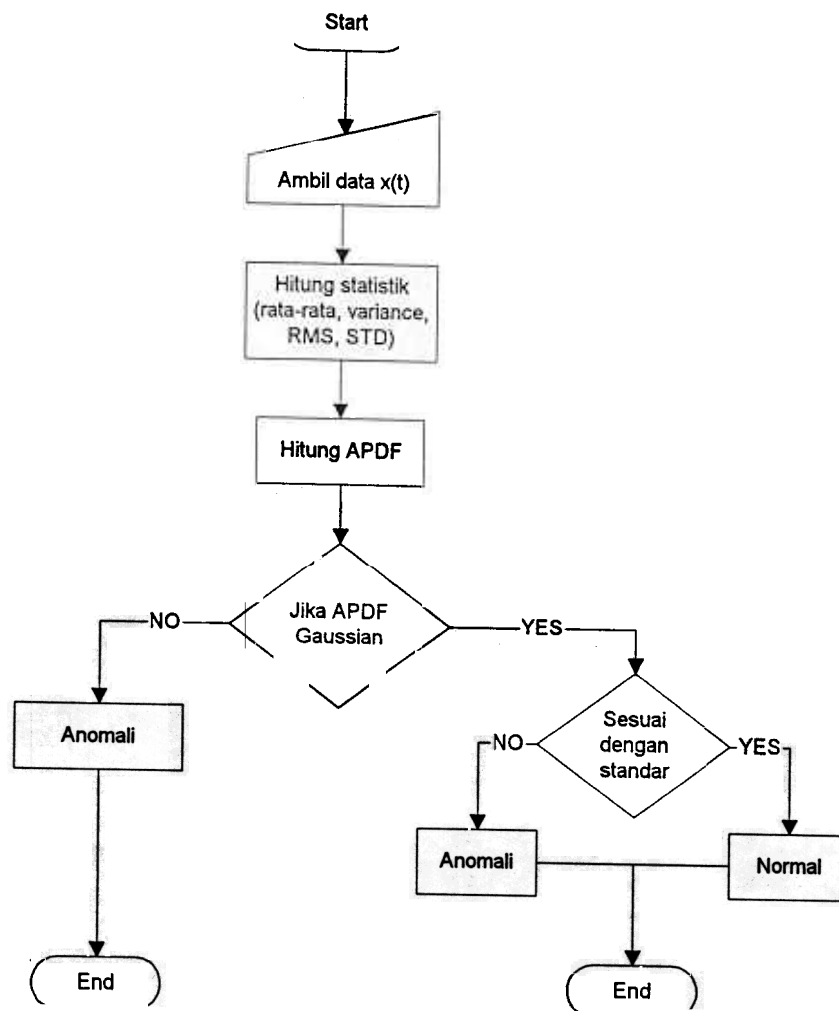 Start
Ambil data x(t)
Hitung statistik
(rata-rata, variance,
RMS, STD)
Hitung APDF
Jika APDF
Gaussian
NO
YES
Anomali
Sesuai
dengan
standar
NO
YES
Anomali
Normal
End
End